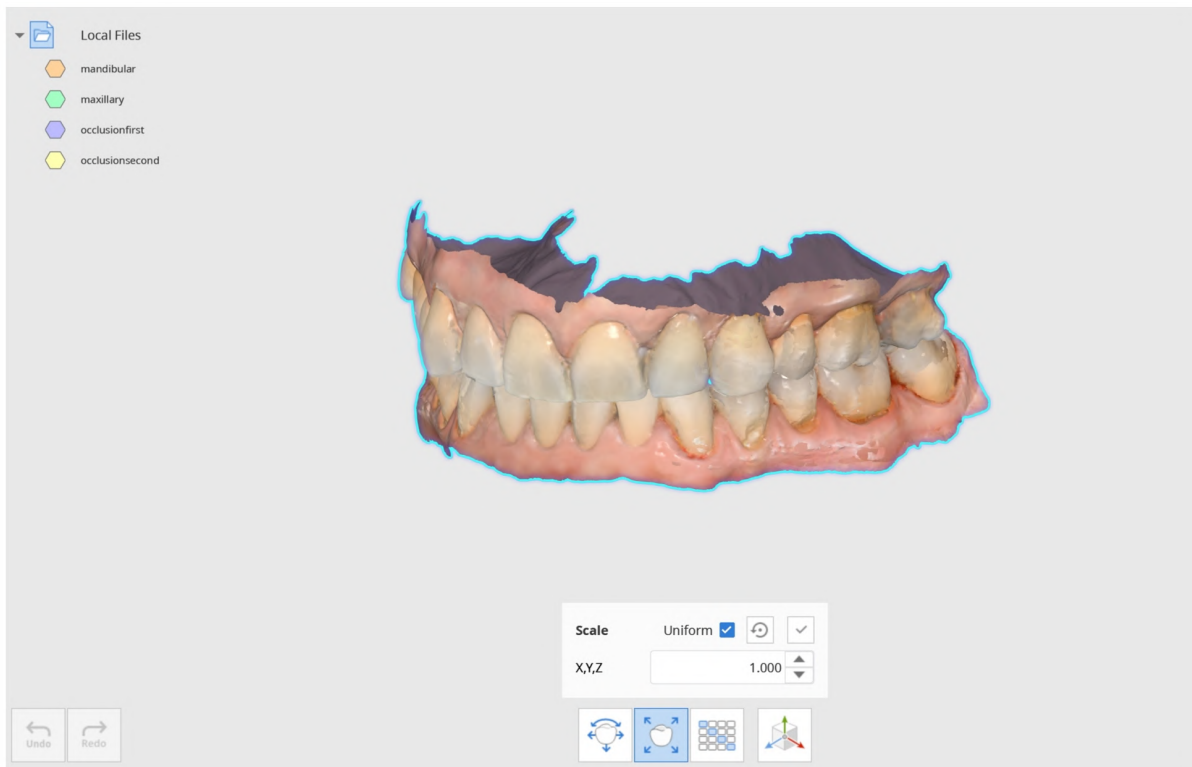 Local Files
mandibular
maxillary
occlusionfirst
occlusionsecond
Scale Uniform
X,Y,Z 1.000
Undo Redo